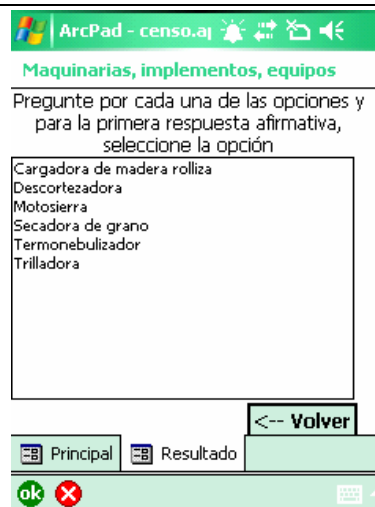 ArcPad - censo.a
Maquinarias, implementos, equipos
Pregunte por cada una de las opciones y
para la primera respuesta afirmativa,
seleccione la opción
Cargadora de madera rolliza
Descortezadora
Motosierra
Secadora de grano
Termonebulizador
Trilladora
<-- Volver
Principal Resultado
ok